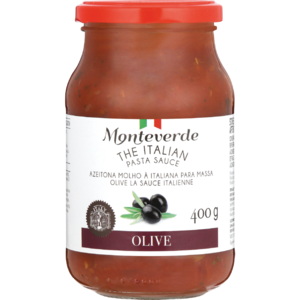 Monteverde
THE ITALIAN
PASTA SAUCE
AZEITONA MOLHO À ITALIANA PARA MASSA
OLIVE LA SAUCE ITALIENNE
400g
OLIVE